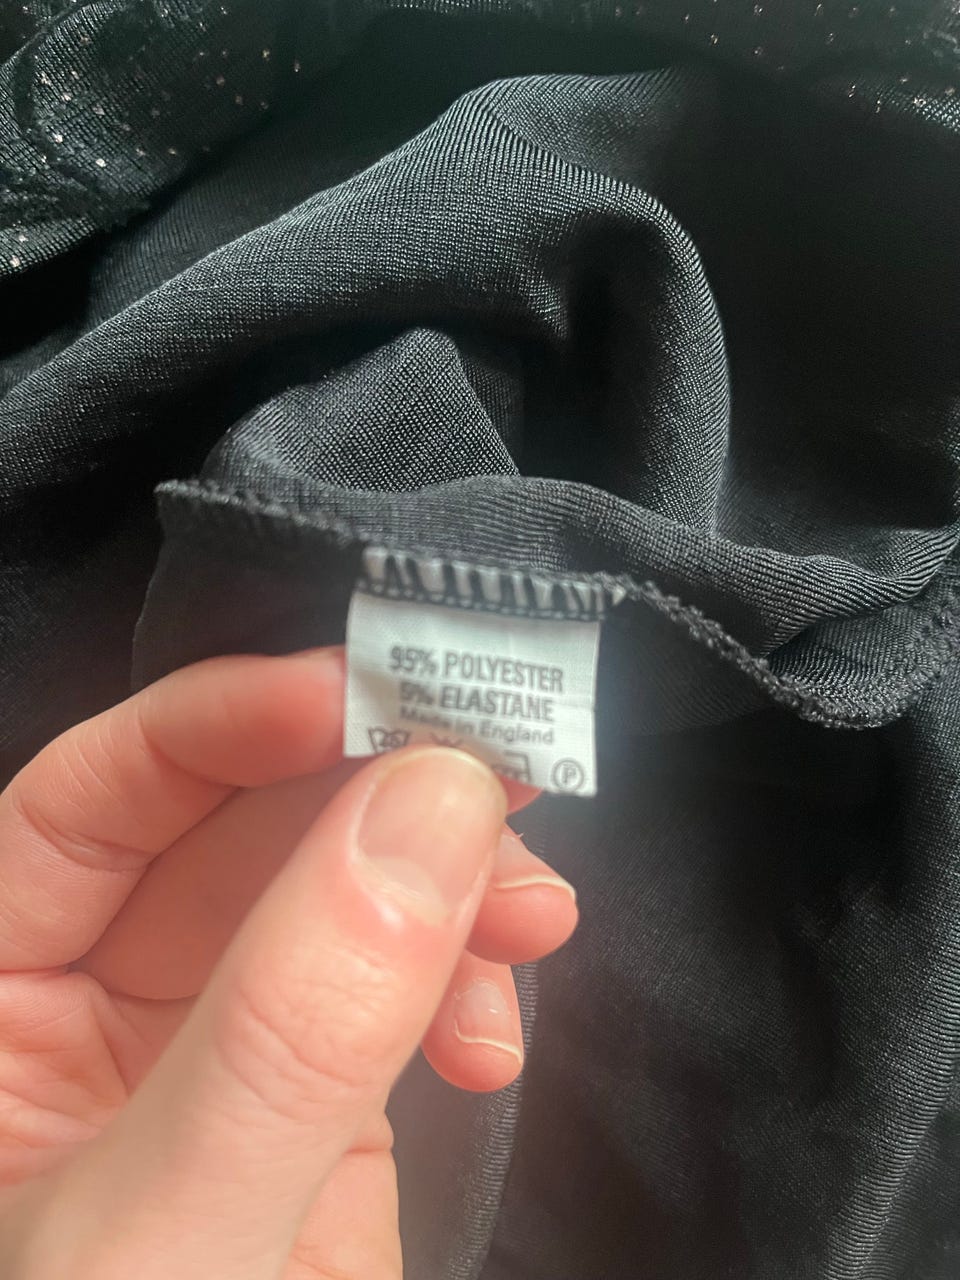 95% POLYESTER
5% ELASTANE
Made in England
P